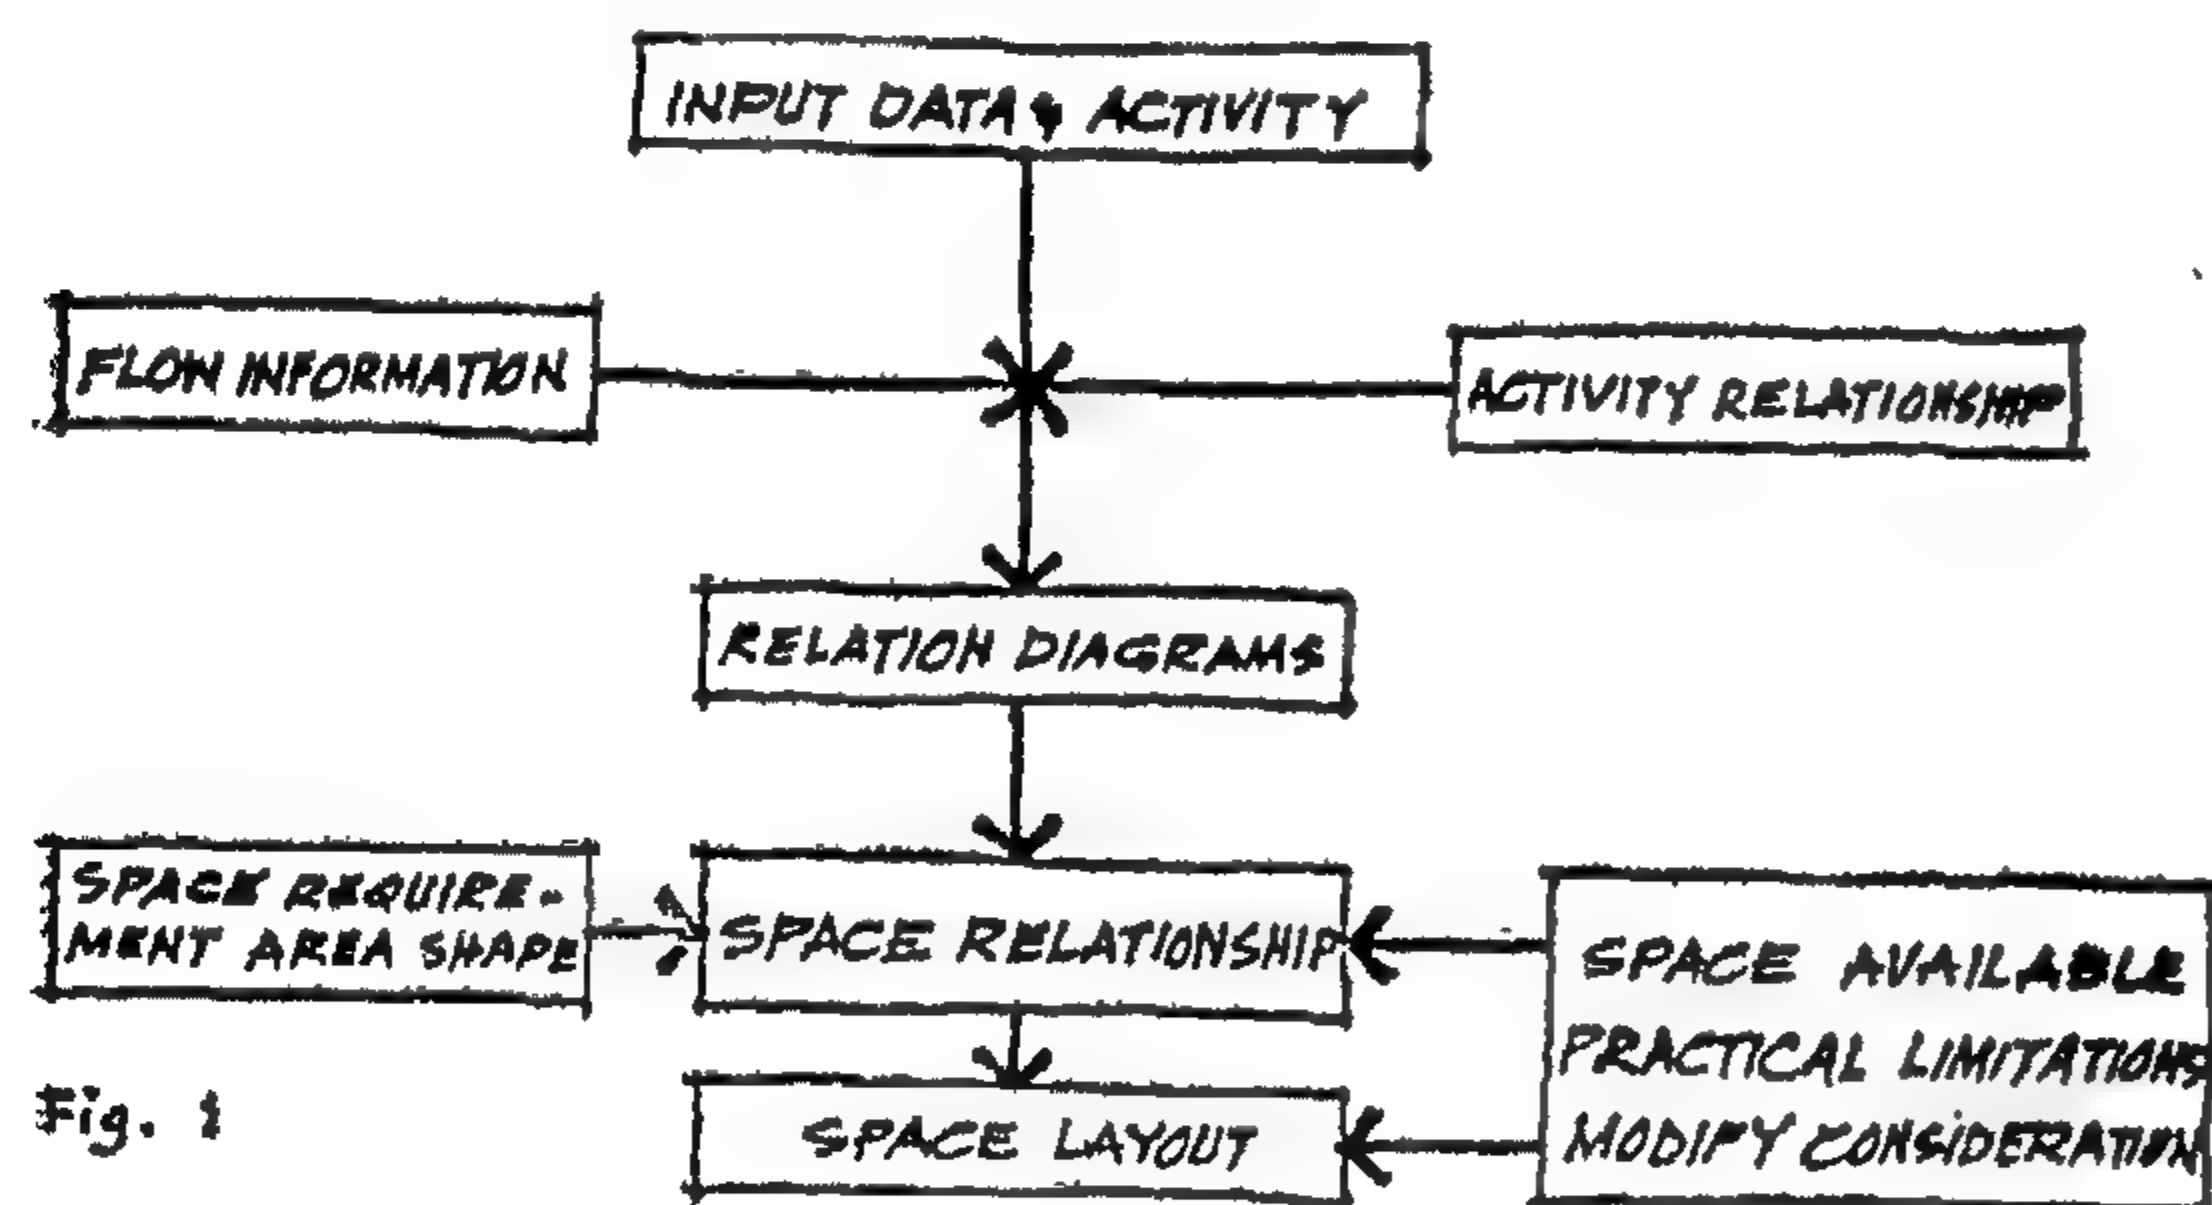 INPUT DATA & ACTIVITY
FLOW INFORMATION
ACTIVITY RELATIONSHIP
RELATION DIAGRAMS
SPACE REQUIRE-
MENT AREA SHAPE
SPACE RELATIONSHIP
SPACE AVAILABLE
PRACTICAL LIMITATIONS
MODIFY CONSIDERATION
SPACE LAYOUT
Fig. 1